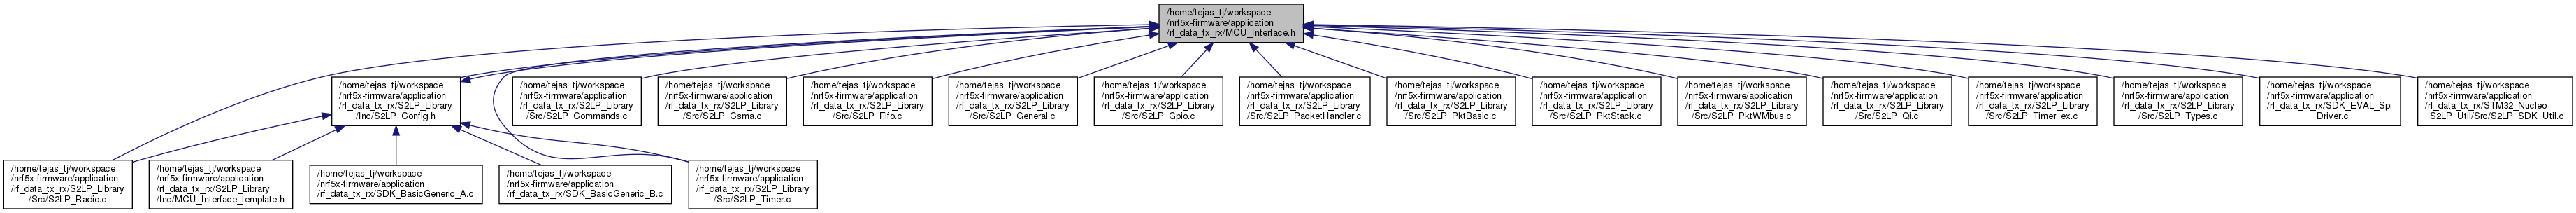 /home/tejas_tj/workspace
/nrf5x-firmware/application
/rf_data_tx_rx/MCU_Interface.h
/home/tejas_tj/workspace
/nrf5x-firmware/application
/rf_data_tx_rx/S2LP_Library
/Inc/S2LP_Config.h
/home/tejas_tj/workspace
/nrf5x-firmware/application
/rf_data_tx_rx/S2LP_Library
/Src/S2LP_Commands.c
/home/tejas_tj/workspace
/nrf5x-firmware/application
/rf_data_tx_rx/S2LP_Library
/Src/S2LP_Csma.c
/home/tejas_tj/workspace
/nrf5x-firmware/application
/rf_data_tx_rx/S2LP_Library
/Src/S2LP_Fifo.c
/home/tejas_tj/workspace
/nrf5x-firmware/application
/rf_data_tx_rx/S2LP_Library
/Src/S2LP_General.c
/home/tejas_tj/workspace
/nrf5x-firmware/application
/rf_data_tx_rx/S2LP_Library
/Src/S2LP_Gpio.c
/home/tejas_tj/workspace
/nrf5x-firmware/application
/rf_data_tx_rx/S2LP_Library
/Src/S2LP_PacketHandler.c
/home/tejas_tj/workspace
/nrf5x-firmware/application
/rf_data_tx_rx/S2LP_Library
/Src/S2LP_PktBasic.c
/home/tejas_tj/workspace
/nrf5x-firmware/application
/rf_data_tx_rx/S2LP_Library
/Src/S2LP_PktStack.c
/home/tejas_tj/workspace
/nrf5x-firmware/application
/rf_data_tx_rx/S2LP_Library
/Src/S2LP_PktWMbus.c
/home/tejas_tj/workspace
/nrf5x-firmware/application
/rf_data_tx_rx/S2LP_Library
/Src/S2LP_Qi.c
/home/tejas_tj/workspace
/nrf5x-firmware/application
/rf_data_tx_rx/S2LP_Library
/Src/S2LP_Timer_ex.c
/home/tejas_tj/workspace
/nrf5x-firmware/application
/rf_data_tx_rx/S2LP_Library
/Src/S2LP_Types.c
/home/tejas_tj/workspace
/nrf5x-firmware/application
/rf_data_tx_rx/SDK_EVAL_Spi
_Driver.c
/home/tejas_tj/workspace
/nrf5x-firmware/application
/rf_data_tx_rx/STM32_Nucleo
_S2LP_Util/Src/S2LP_SDK_Util.c
/home/tejas_tj/workspace
/nrf5x-firmware/application
/rf_data_tx_rx/S2LP_Library
/Src/S2LP_Radio.c
/home/tejas_tj/workspace
/nrf5x-firmware/application
/rf_data_tx_rx/S2LP_Library
/Inc/MCU_Interface_template.h
/home/tejas_tj/workspace
/nrf5x-firmware/application
/rf_data_tx_rx/SDK_BasicGeneric_A.c
/home/tejas_tj/workspace
/nrf5x-firmware/application
/rf_data_tx_rx/SDK_BasicGeneric_B.c
/home/tejas_tj/workspace
/nrf5x-firmware/application
/rf_data_tx_rx/S2LP_Library
/Src/S2LP_Timer.c